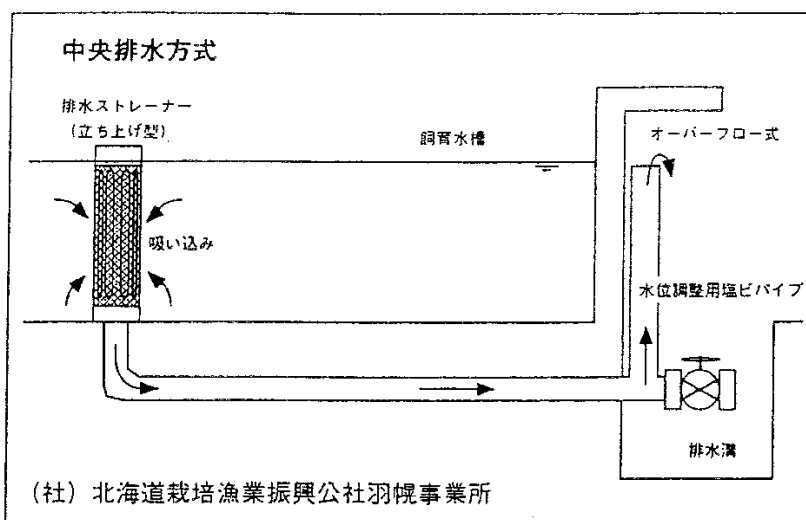 中央排水方式
排水ストレーナー
(立ち上げ型)
飼育水槽
オーバーフロー式
吸い込み
水位調整用塩ビパイプ
排水溝
(社)北海道栽培漁業振興公社羽幌事業所